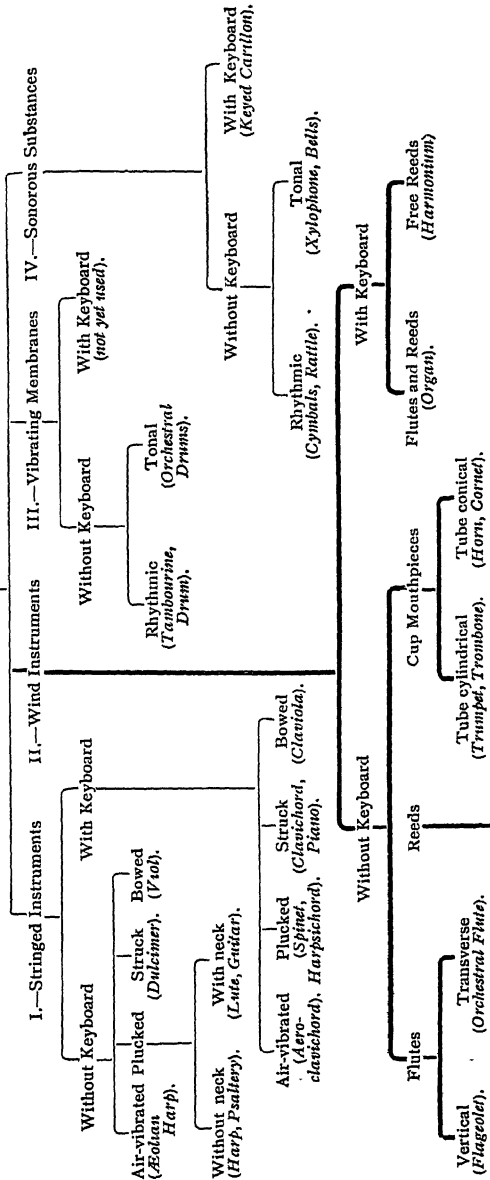 I.—Stringed Instruments
II.—Wind Instruments
III.—Vibrating Membranes
IV.—Sonorous Substances
Without Keyboard
With Keyboard
Air-vibrated
(Æolian
Harp).
Plucked
Struck
(Dulcimer).
Bowed
(Viol).
Without neck
(Harp, Psaltery).
With neck
(Lute, Guitar).
Air-vibrated
(Aero-
clavichord).
Plucked
(Spinet,
Harpsichord).
Struck
(Clavichord,
Piano).
Bowed
(Claviola).
Without Keyboard
With Keyboard
(not yet used).
Rhythmic
(Tambourine,
Drum).
Tonal
(Orchestral
Drums).
Without Keyboard
With Keyboard
(Keyed Carillon).
Rhythmic
(Cymbals, Rattle).
Tonal
(Xylophone, Bells).
Without Keyboard
With Keyboard
Flutes
Reeds
Cup Mouthpieces
Flutes and Reeds
(Organ).
Free Reeds
(Harmonium)
Vertical
(Flageolet).
Transverse
(Orchestral Flute).
Tube cylindrical
(Trumpet, Trombone).
Tube conical
(Horn, Cornet).